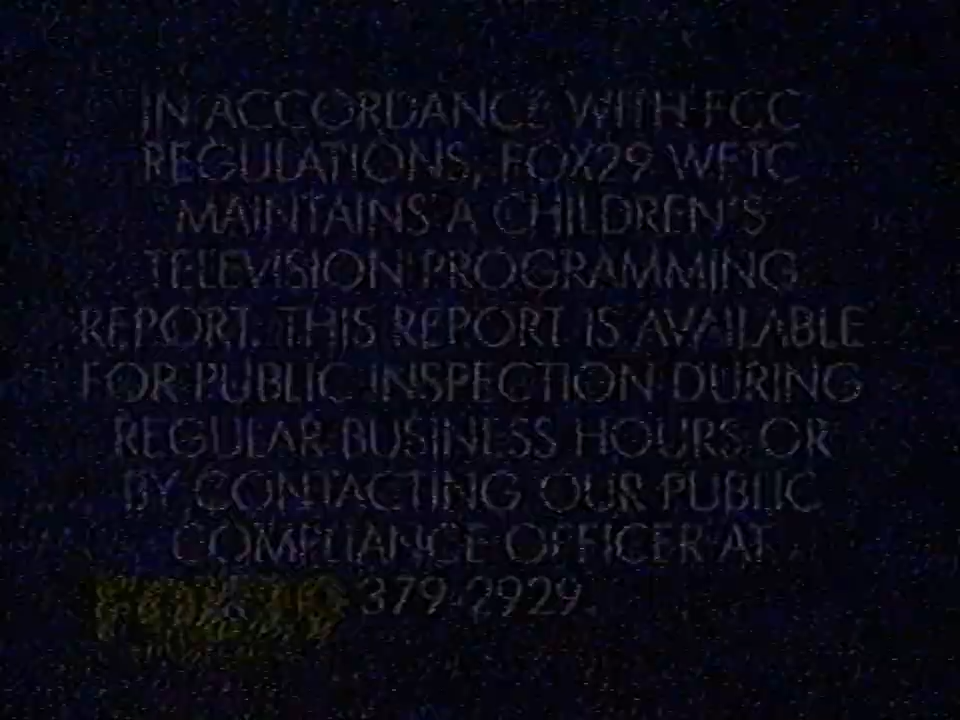 IN ACCORDANCE WITH FCC
REGULATIONS, FOX29 WFTC
MAINTAINS A CHILDREN'S
TELEVISION PROGRAMMING
REPORT. THIS REPORT IS AVAILABLE
FOR PUBLIC INSPECTION DURING
REGULAR BUSINESS HOURS OR
BY CONTACTING OUR PUBLIC
COMPLIANCE OFFICER AT
379-2929.